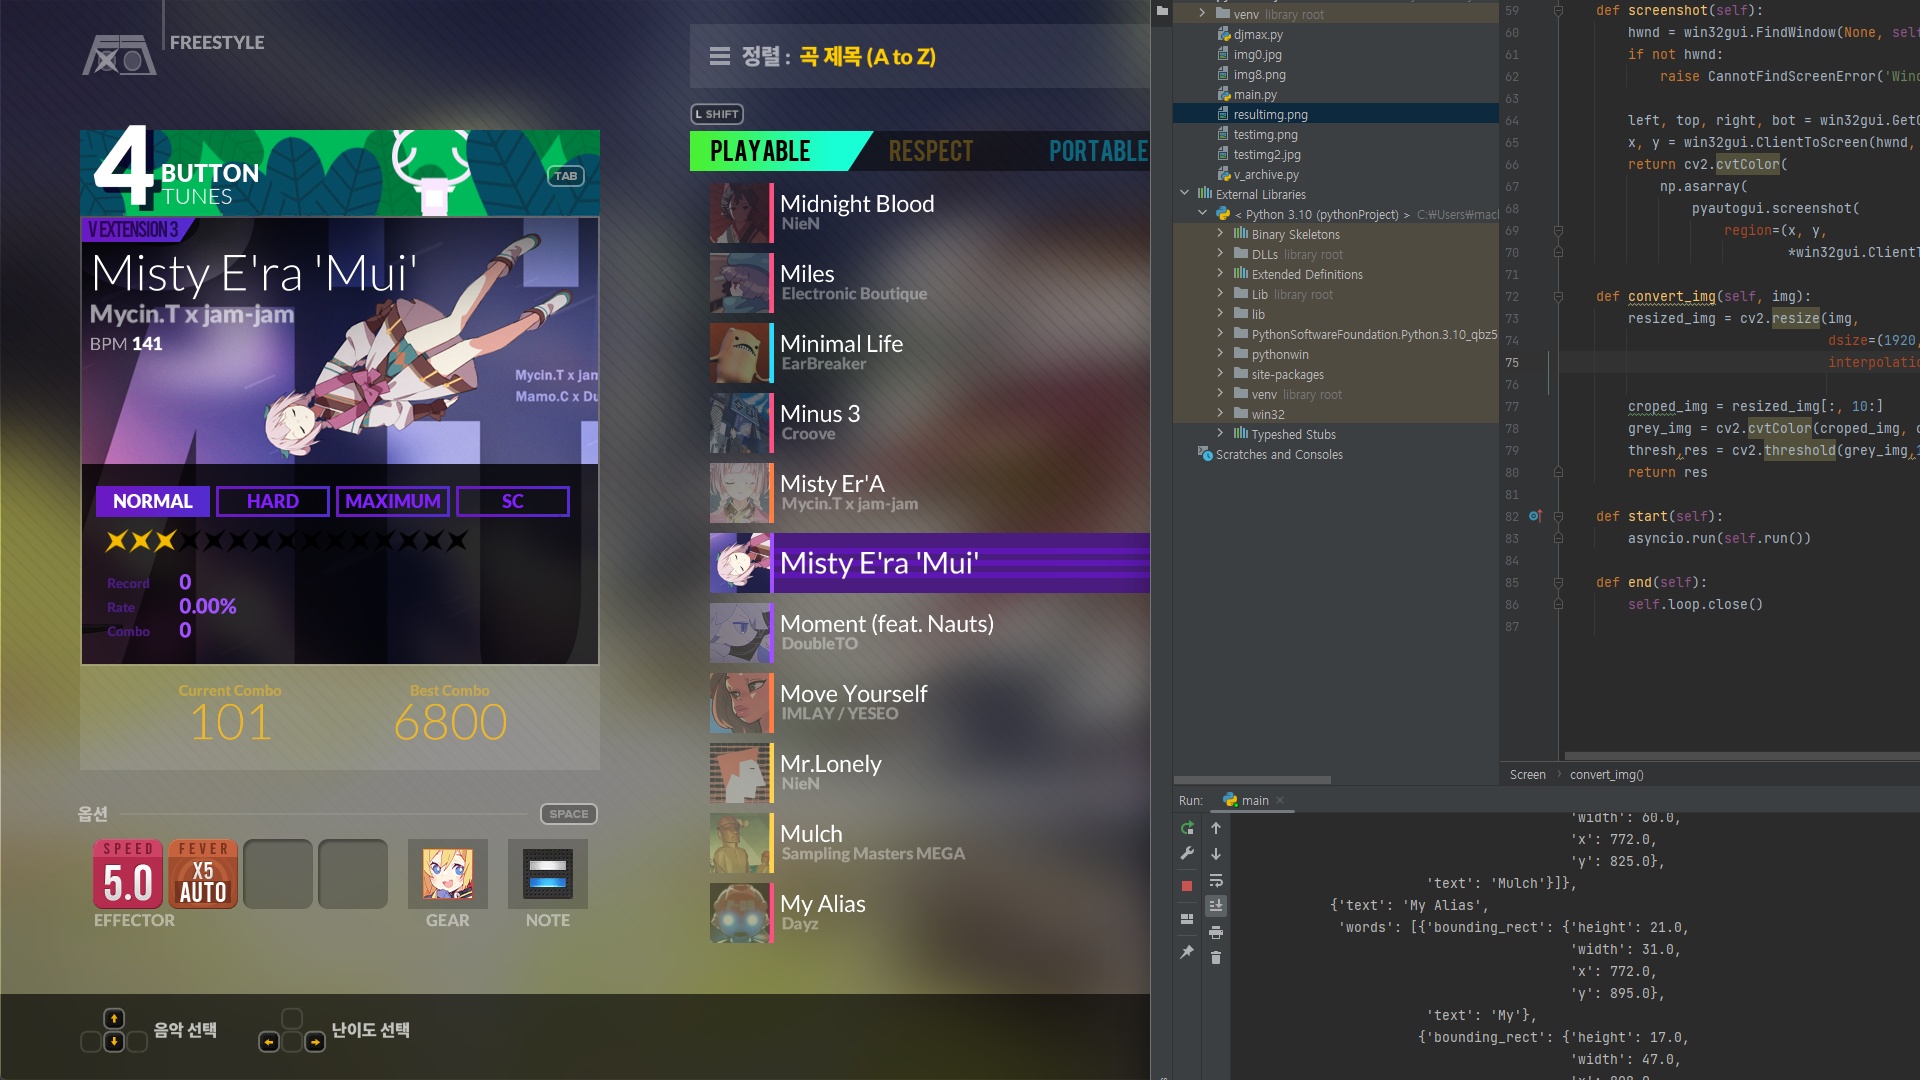 FREESTYLE
4 BUTTON
TUNES
TAB
V EXTENSION 3
Misty E'ra 'Mui'
Mycin.T x jam-jam
BPM 141
Mycin.T x jam
Mamo.C x Du
NORMAL
HARD
MAXIMUM
SC
Record 0
Rate 0.00%
Combo 0
Current Combo
101
Best Combo
6800
옵션
SPACE
SPEED
5.0
FEVER
X5
AUTO
EFFECTOR
GEAR
NOTE
음악 선택
난이도 선택
정렬 : 곡 제목 (A to Z)
L SHIFT
PLAYABLE
RESPECT
PORTABLE
Midnight Blood
NieN
Miles
Electronic Boutique
Minimal Life
EarBreaker
Minus 3
Croove
Misty Er'A
Mycin.T x jam-jam
Misty E'ra 'Mui'
Moment (feat. Nauts)
DoubleTO
Move Yourself
IMLAY / YESEO
Mr.Lonely
NieN
Mulch
Sampling Masters MEGA
My Alias
Dayz
venv library root
djmax.py
img0.jpg
img8.png
main.py
resultimg.png
testimg.png
testimg2.jpg
v_archive.py
External Libraries
< Python 3.10 (pythonProject) > C:₩Users₩macl
Binary Skeletons
DLLs library root
Extended Definitions
Lib library root
lib
PythonSoftwareFoundation.Python.3.10_qbz5
pythonwin
site-packages
venv library root
win32
Typeshed Stubs
Scratches and Consoles
59 def screenshot(self):
60 hwnd = win32gui.FindWindow(None, sel
61 if not hwnd:
62 raise CannotFindScreenError('Wind
63
64 left, top, right, bot = win32gui.GetC
65 x, y = win32gui.ClientToScreen(hwnd,
66 return cv2.cvtColor(
67 np.asarray(
68 pyautogui.screenshot(
69 region=(x, y,
70 *win32gui.ClientT
71
72 def convert_img(self, img):
73 resized_img = cv2.resize(img,
74 dsize=(1920,
75 interpolatio
76
77 croped_img = resized_img[:, 10:]
78 grey_img = cv2.cvtColor(croped_img, c
79 thresh,res = cv2.threshold(grey_img,1
80 return res
81
82 def start(self):
83 asyncio.run(self.run())
84
85 def end(self):
86 self.loop.close()
87
Screen › convert_img()
Run: main
'width': 60.0,
'x': 772.0,
'y': 825.0},
'text': 'Mulch'}]},
{'text': 'My Alias',
'words': [{'bounding_rect': {'height': 21.0,
'width': 31.0,
'x': 772.0,
'y': 895.0},
'text': 'My'},
{'bounding_rect': {'height': 17.0,
'width': 47.0,